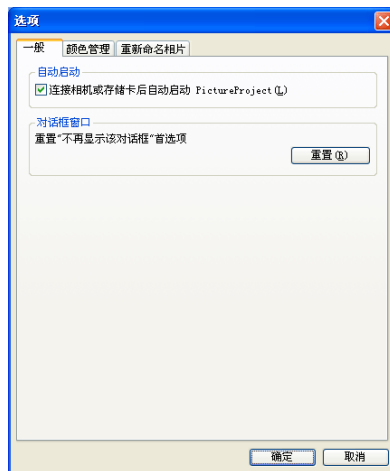 选项
一般 颜色管理 重新命名相片
自动启动
连接相机或存储卡后自动启动 PictureProject(L)
对话框窗口
重置"不再显示该对话框"首选项
重置(R)
确定 取消